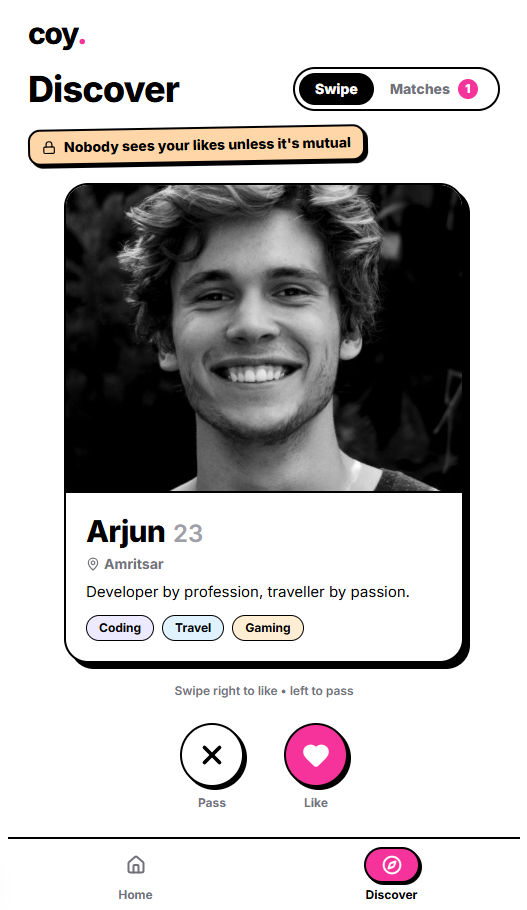 coy.
Discover
Swipe Matches 1
Nobody sees your likes unless it's mutual
Arjun 23
Amritsar
Developer by profession, traveller by passion.
Coding Travel Gaming
Swipe right to like • left to pass
Pass Like
Home Discover